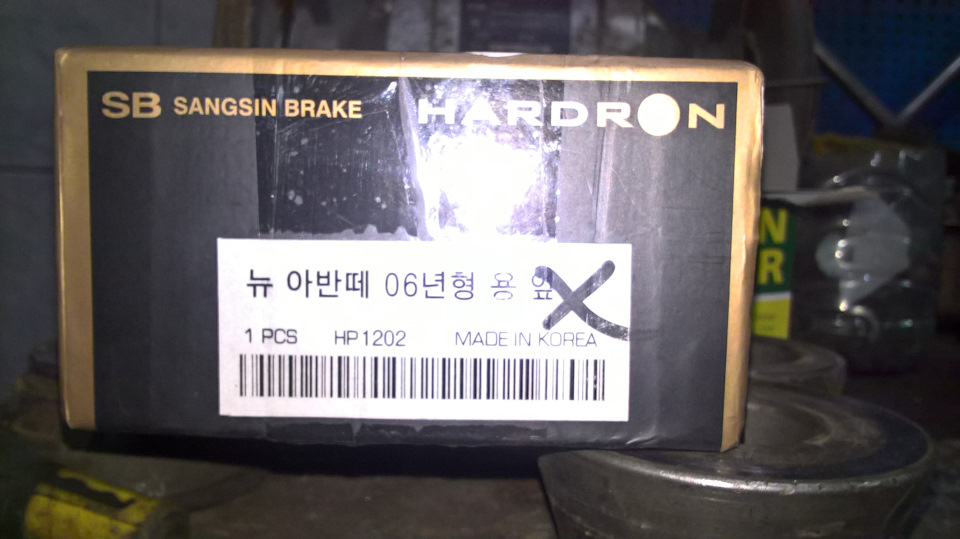 SB SANGSIN BRAKE HARDRON
뉴 아반떼 06년형 용 앞
1 PCS HP1202 MADE IN KOREA
N
R